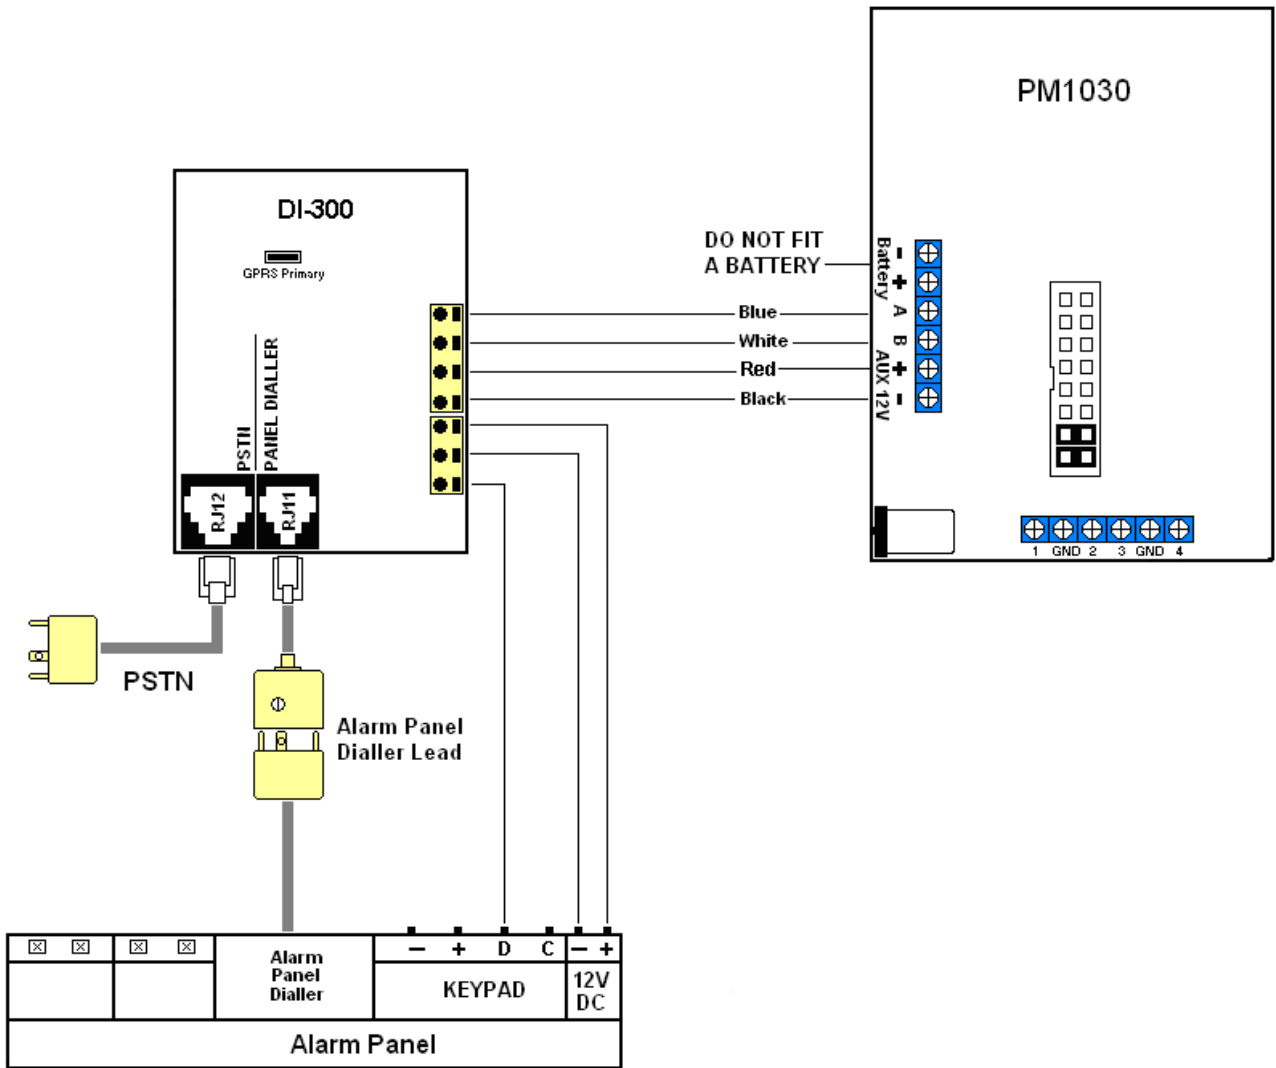 PM1030
DI-300
GPRS Primary
DO NOT FIT
A BATTERY
Battery
-
+
A
B
AUX 12V
+
-
Blue
White
Red
Black
PSTN
PANEL DIALLER
RJ12
RJ11
1 GND 2 3 GND 4
PSTN
Alarm Panel
Dialler Lead
- + D C - +
Alarm
Panel
Dialler
KEYPAD
12V
DC
Alarm Panel